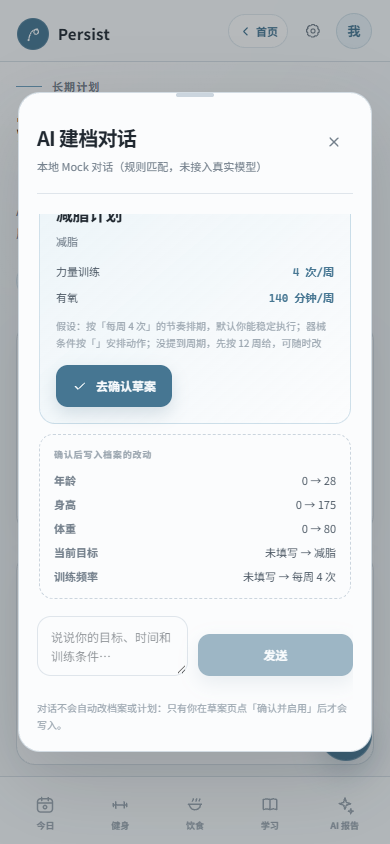 Persist
首页
我
长期计划
AI 建档对话
本地 Mock 对话（规则匹配，未接入真实模型）
减脂计划
减脂
力量训练 4 次/周
有氧 140 分钟/周
假设：按「每周 4 次」的节奏排期，默认你能稳定执行；器械
条件按「」安排动作；没提到周期，先按 12 周给，可随时改
去确认草案
确认后写入档案的改动
年龄 0 → 28
身高 0 → 175
体重 0 → 80
当前目标 未填写 → 减脂
训练频率 未填写 → 每周 4 次
说说你的目标、时间和
训练条件…
发送
对话不会自动改档案或计划：只有你在草案页点「确认并启用」后才会
写入。
今日 健身 饮食 学习 AI 报告